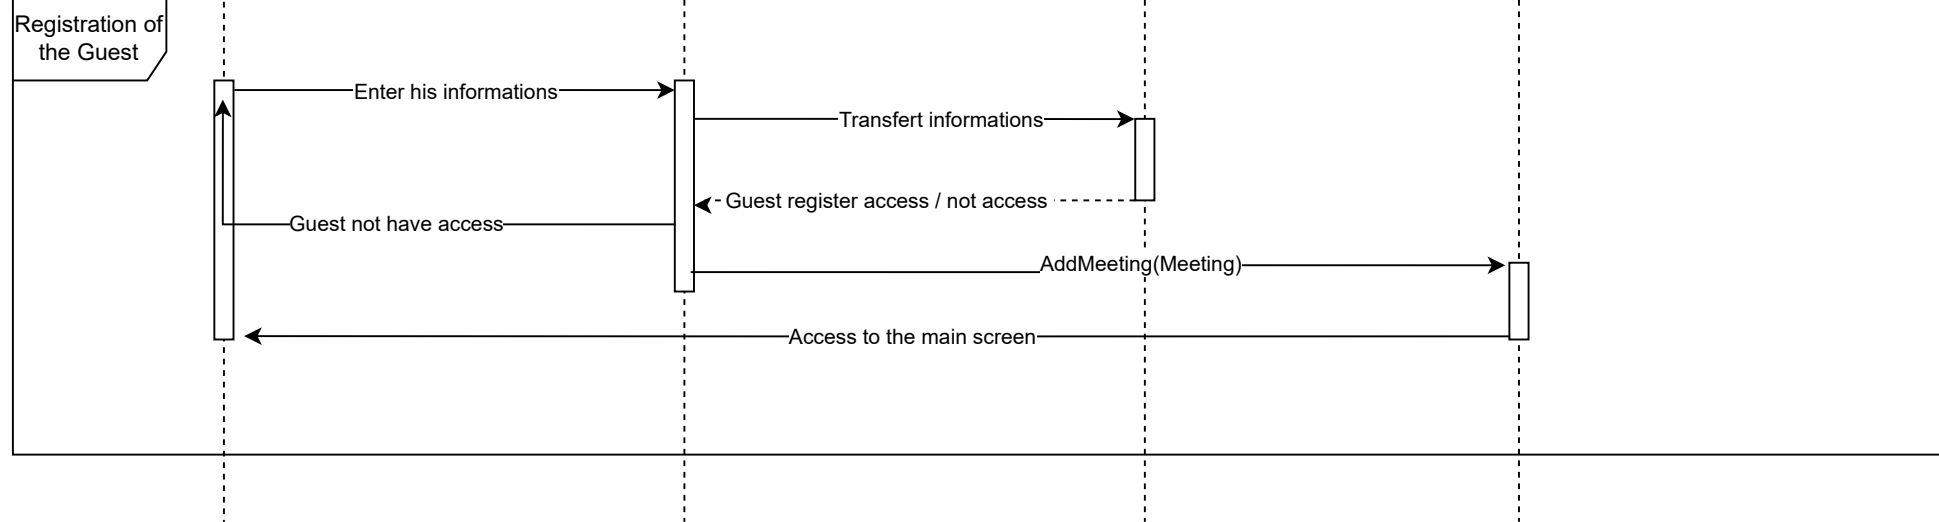 Registration of
the Guest
Enter his informations
Transfert informations
Guest register access / not access
Guest not have access
AddMeeting(Meeting)
Access to the main screen